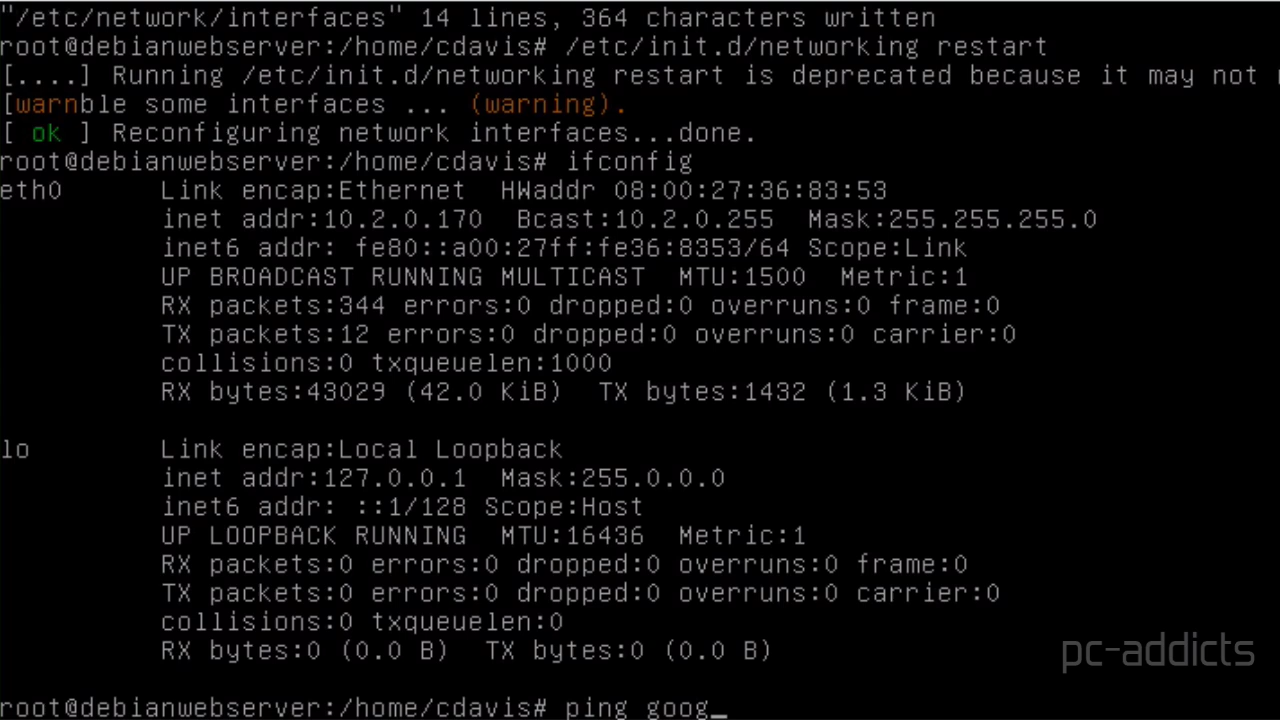 "/etc/network/interfaces" 14 lines, 364 characters written
root@debianwebserver:/home/cdavis# /etc/init.d/networking restart
[....] Running /etc/init.d/networking restart is deprecated because it may not
[warnble some interfaces ... (warning).
[ ok ] Reconfiguring network interfaces...done.
root@debianwebserver:/home/cdavis# ifconfig
eth0      Link encap:Ethernet  HWaddr 08:00:27:36:83:53
          inet addr:10.2.0.170  Bcast:10.2.0.255  Mask:255.255.255.0
          inet6 addr: fe80::a00:27ff:fe36:8353/64 Scope:Link
          UP BROADCAST RUNNING MULTICAST  MTU:1500  Metric:1
          RX packets:344 errors:0 dropped:0 overruns:0 frame:0
          TX packets:12 errors:0 dropped:0 overruns:0 carrier:0
          collisions:0 txqueuelen:1000
          RX bytes:43029 (42.0 KiB)  TX bytes:1432 (1.3 KiB)
lo        Link encap:Local Loopback
          inet addr:127.0.0.1  Mask:255.0.0.0
          inet6 addr: ::1/128 Scope:Host
          UP LOOPBACK RUNNING  MTU:16436  Metric:1
          RX packets:0 errors:0 dropped:0 overruns:0 frame:0
          TX packets:0 errors:0 dropped:0 overruns:0 carrier:0
          collisions:0 txqueuelen:0
          RX bytes:0 (0.0 B)  TX bytes:0 (0.0 B)
pc-addicts
root@debianwebserver:/home/cdavis# ping goog_